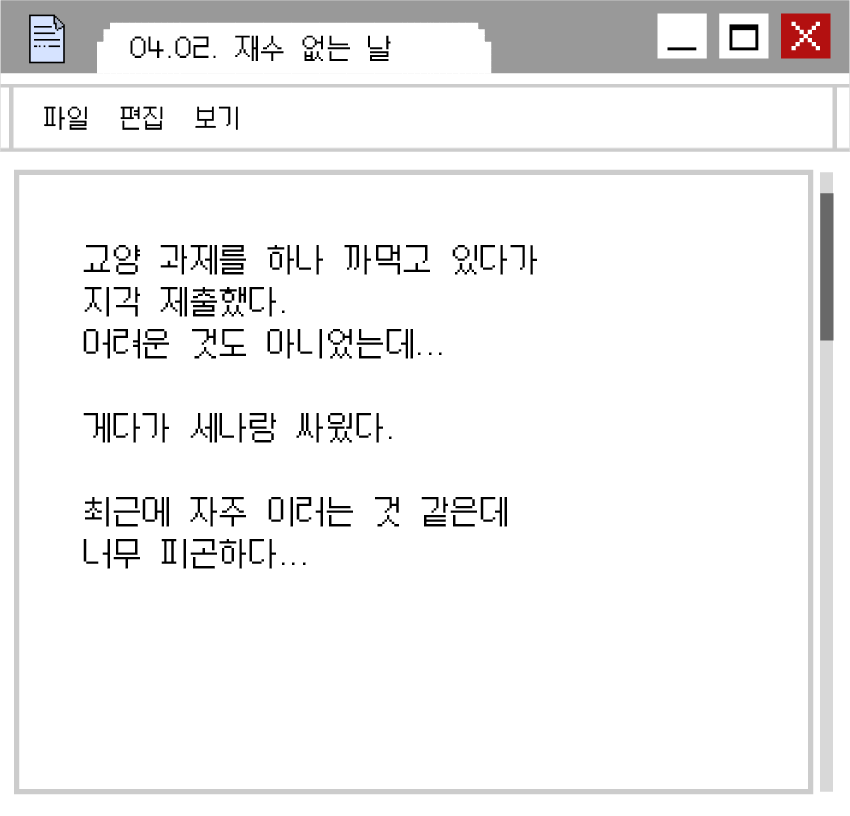 04.02. 재수 없는 날
파일 편집 보기
교양 과제를 하나 까먹고 있다가
지각 제출했다.
어려운 것도 아니었는데...
게다가 세나랑 싸웠다.
최근에 자주 이러는 것 같은데
너무 피곤하다...